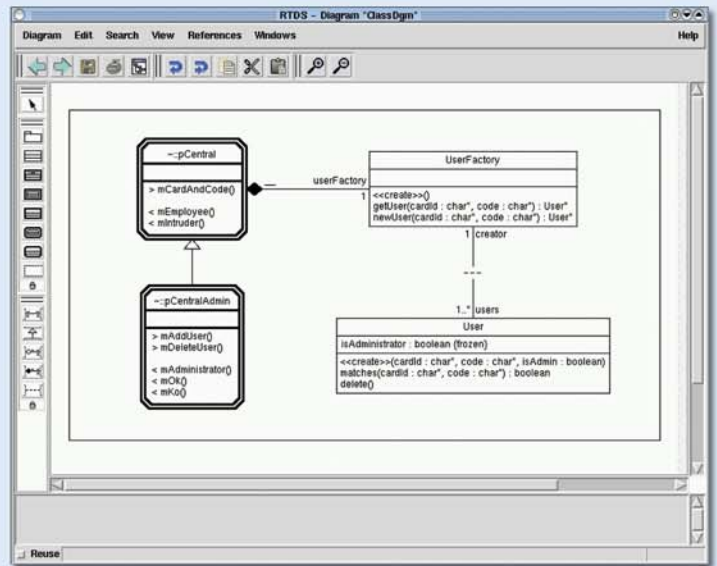 RTDS - Diagram "ClassDgm"
Diagram Edit Search View References Windows Help
~::pCentral
> mCardAndCode()
< mEmployee()
< mIntruder()
userFactory
1
UserFactory
<<create>>()
getUser(cardId : char*, code : char*) : User*
newUser(cardId : char*, code : char*) : User*
1 creator
---
1..* users
~::pCentralAdmin
> mAddUser()
> mDeleteUser()
< mAdministrator()
< mOk()
< mKo()
User
isAdministrator : boolean {frozen}
<<create>>(cardId : char*, code : char*, isAdmin : boolean)
matches(cardId : char*, code : char*) : boolean
delete()
Reuse